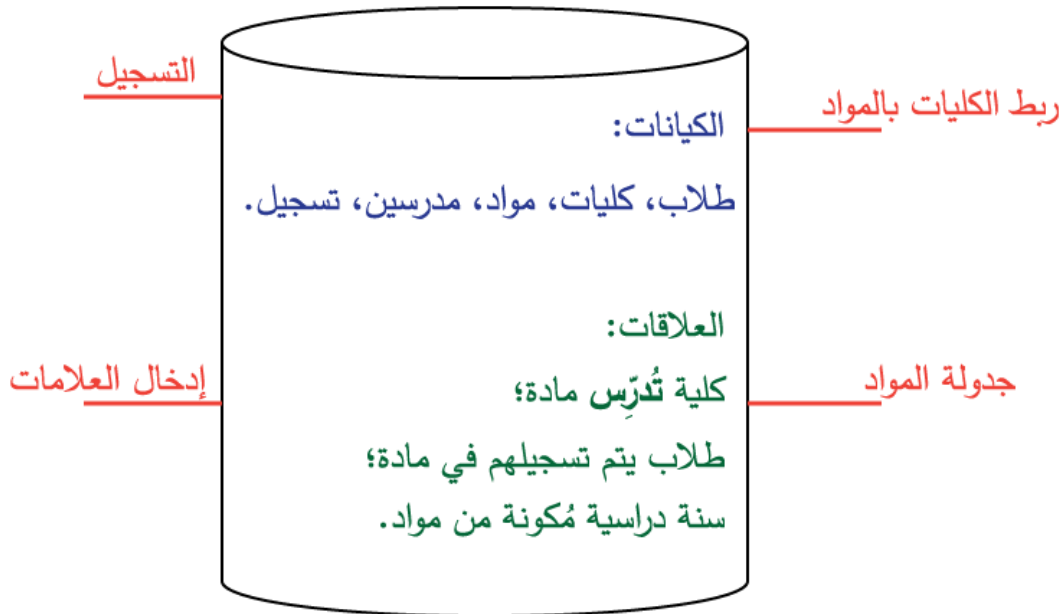 التسجيل
ربط الكليات بالمواد
الكيانات:
طلاب، كليات، مواد، مدرسين، تسجيل.
العلاقات:
كلية تُدرِّس مادة؛
طلاب يتم تسجيلهم في مادة؛
سنة دراسية مُكونة من مواد.
جدولة المواد
إدخال العلامات